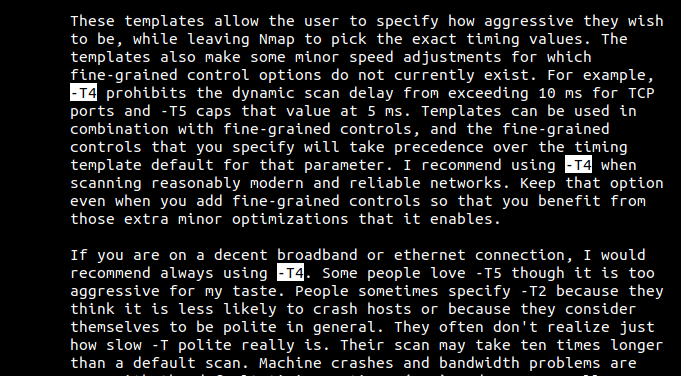 These templates allow the user to specify how aggressive they wish
to be, while leaving Nmap to pick the exact timing values. The
templates also make some minor speed adjustments for which
fine-grained control options do not currently exist. For example,
-T4 prohibits the dynamic scan delay from exceeding 10 ms for TCP
ports and -T5 caps that value at 5 ms. Templates can be used in
combination with fine-grained controls, and the fine-grained
controls that you specify will take precedence over the timing
template default for that parameter. I recommend using -T4 when
scanning reasonably modern and reliable networks. Keep that option
even when you add fine-grained controls so that you benefit from
those extra minor optimizations that it enables.
If you are on a decent broadband or ethernet connection, I would
recommend always using -T4. Some people love -T5 though it is too
aggressive for my taste. People sometimes specify -T2 because they
think it is less likely to crash hosts or because they consider
themselves to be polite in general. They often don't realize just
how slow -T polite really is. Their scan may take ten times longer
than a default scan. Machine crashes and bandwidth problems are